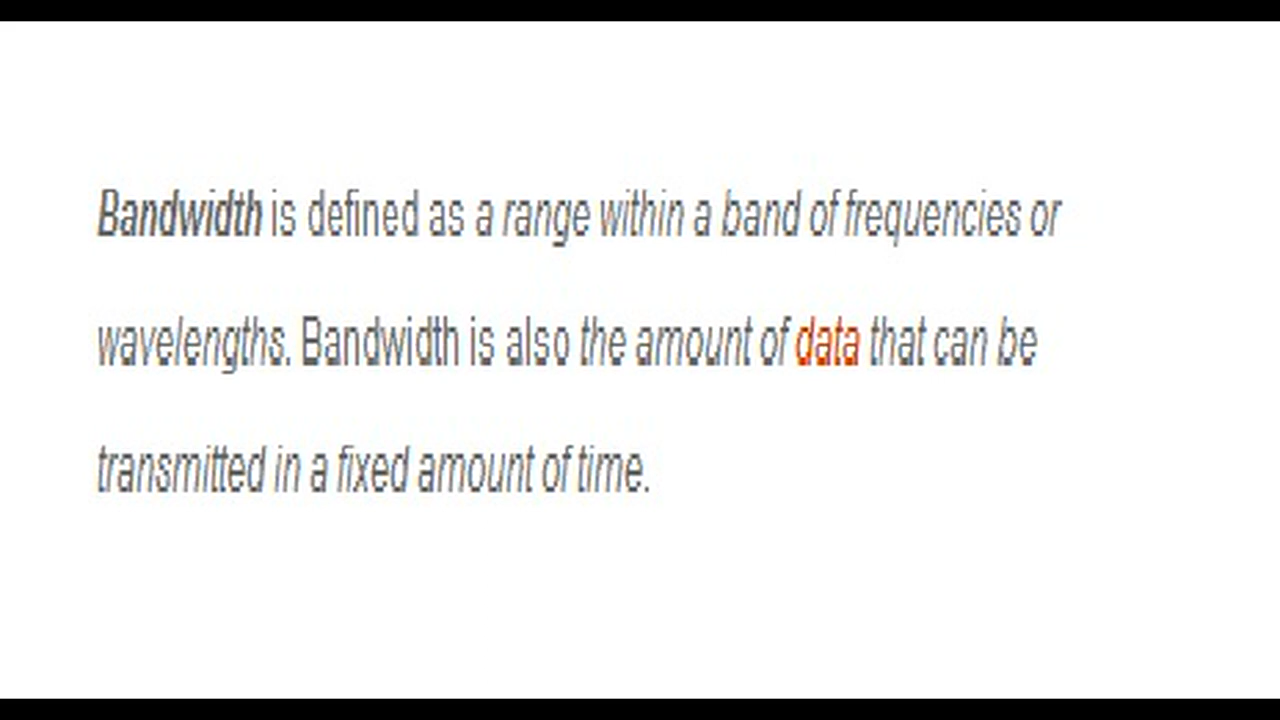 Bandwidth is defined as a range within a band of frequencies or
wavelengths. Bandwidth is also the amount of data that can be
transmitted in a fixed amount of time.